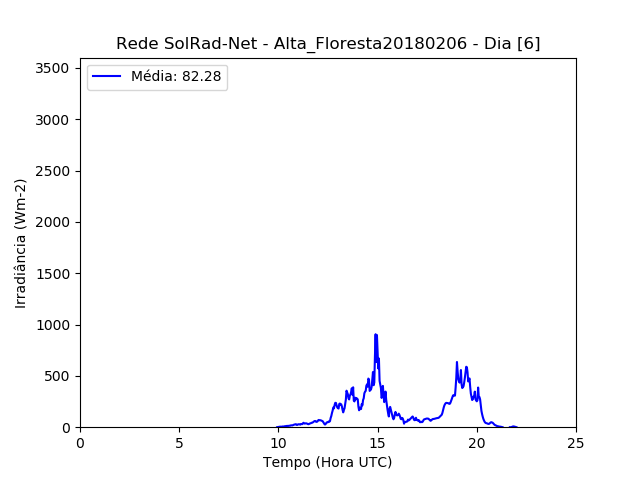 Rede SolRad-Net - Alta_Floresta20180206 - Dia [6]
Média: 82.28
3500
3000
2500
2000
1500
1000
500
0
Irradiância (Wm-2)
0 5 10 15 20 25
Tempo (Hora UTC)